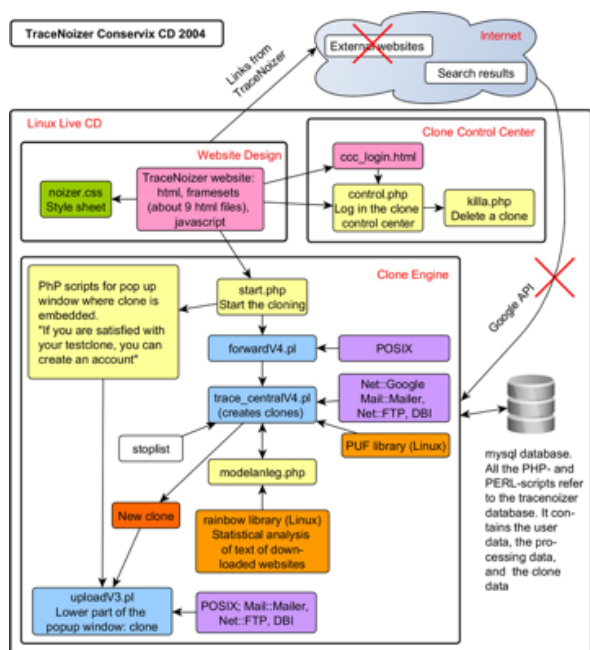 TraceNoizer Conservix CD 2004
Internet
External websites
Search results
Links from
TraceNoizer
Linux Live CD
Website Design
noizer.css
Style sheet
TraceNoizer website:
html, framesets
(about 9 html files),
javascript
Clone Control Center
ccc_login.html
control.php
Log in the clone
control center
killa.php
Delete a clone
Google API
Clone Engine
PhP scripts for pop up
window where clone is
embedded.
"If you are satisfied with
your testclone, you can
create an account"
start.php
Start the cloning
forwardV4.pl
POSIX
trace_centralV4.pl
(creates clones)
Net::Google
Mail::Mailer,
Net::FTP, DBI
PUF library (Linux)
stoplist
modelanleg.php
New clone
rainbow library (Linux)
Statistical analysis
of text of down-
loaded websites
uploadV3.pl
Lower part of the
popup window: clone
POSIX; Mail::Mailer,
Net::FTP, DBI
mysql database.
All the PHP- and
PERL-scripts refer
to the tracenoizer
database. It con-
tains the user
data, the pro-
cessing data,
and the clone
data